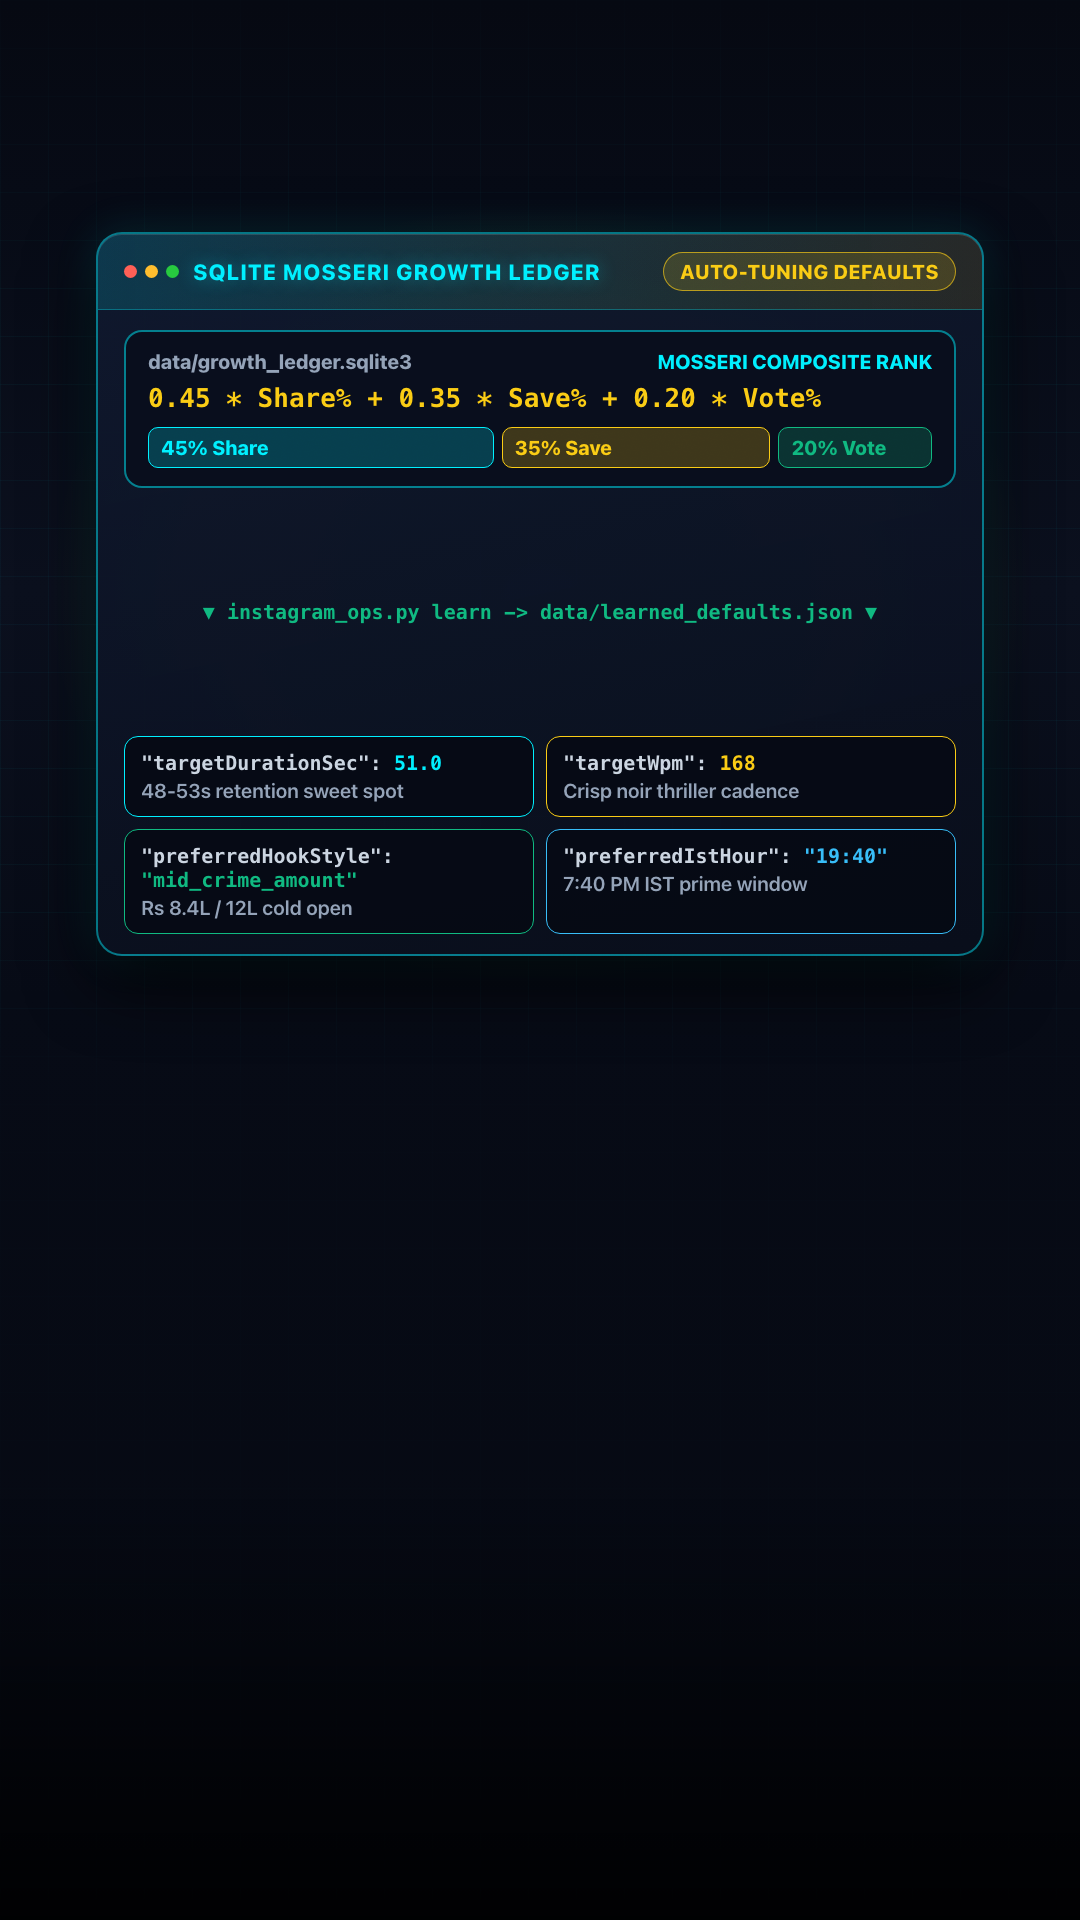 SQLITE MOSSERI GROWTH LEDGER
AUTO-TUNING DEFAULTS
data/growth_ledger.sqlite3
MOSSERI COMPOSITE RANK
0.45 * Share% + 0.35 * Save% + 0.20 * Vote%
45% Share
35% Save
20% Vote
▼ instagram_ops.py learn -> data/learned_defaults.json ▼
"targetDurationSec": 51.0
48-53s retention sweet spot
"targetWpm": 168
Crisp noir thriller cadence
"preferredHookStyle":
"mid_crime_amount"
Rs 8.4L / 12L cold open
"preferredIstHour": "19:40"
7:40 PM IST prime window